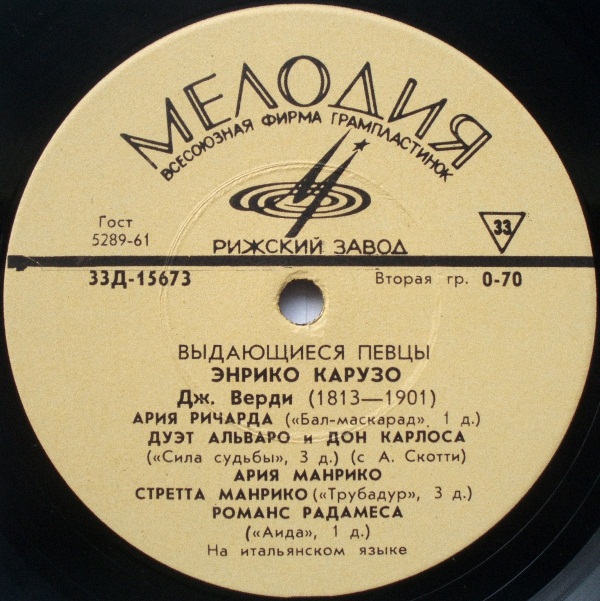 МЕЛОДИЯ
ВСЕСОЮЗНАЯ ФИРМА ГРАМПЛАСТИНОК
Гост
5289-61
33
РИЖСКИЙ ЗАВОД
33Д-15673
Вторая гр. 0-70
ВЫДАЮЩИЕСЯ ПЕВЦЫ
ЭНРИКО КАРУЗО
Дж. Верди (1813—1901)
АРИЯ РИЧАРДА («Бал-маскарад», 1 д.)
ДУЭТ АЛЬВАРО и ДОН КАРЛОСА
(«Сила судьбы», 3 д.) (с А. Скотти)
АРИЯ МАНРИКО
СТРЕТТА МАНРИКО («Трубадур», 3 д.)
РОМАНС РАДАМЕСА
(«Аида», 1 д.)
На итальянском языке